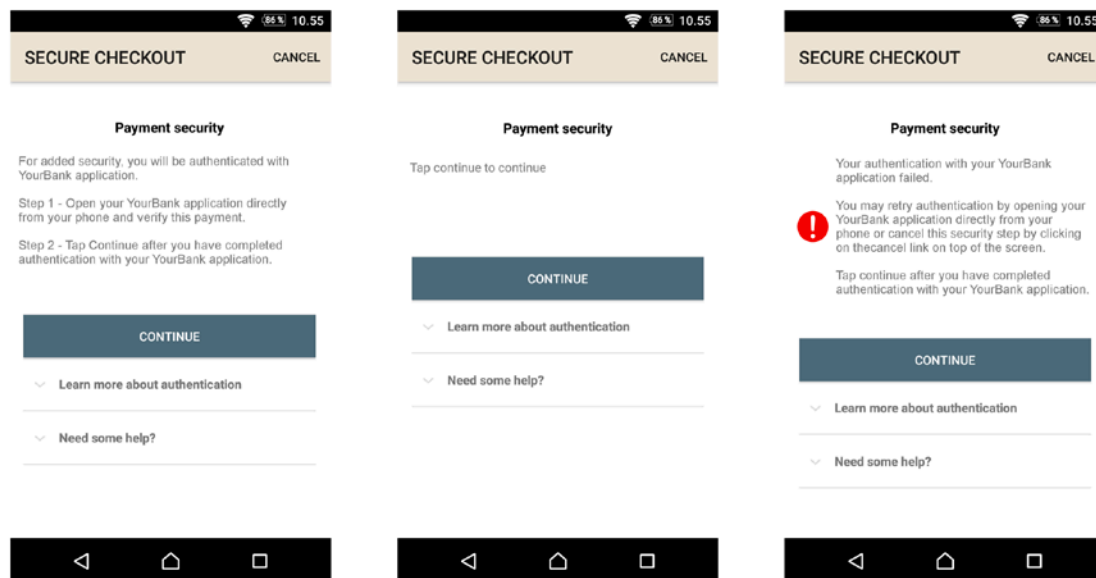 86% 10.55
SECURE CHECKOUT CANCEL
Payment security
For added security, you will be authenticated with
YourBank application.
Step 1 - Open your YourBank application directly
from your phone and verify this payment.
Step 2 - Tap Continue after you have completed
authentication with your YourBank application.
CONTINUE
Learn more about authentication
Need some help?
86% 10.55
SECURE CHECKOUT CANCEL
Payment security
Tap continue to continue
CONTINUE
Learn more about authentication
Need some help?
86% 10.55
SECURE CHECKOUT CANCEL
Payment security
Your authentication with your YourBank
application failed.
You may retry authentication by opening your
YourBank application directly from your
phone or cancel this security step by clicking
on thecancel link on top of the screen.
Tap continue after you have completed
authentication with your YourBank application.
CONTINUE
Learn more about authentication
Need some help?